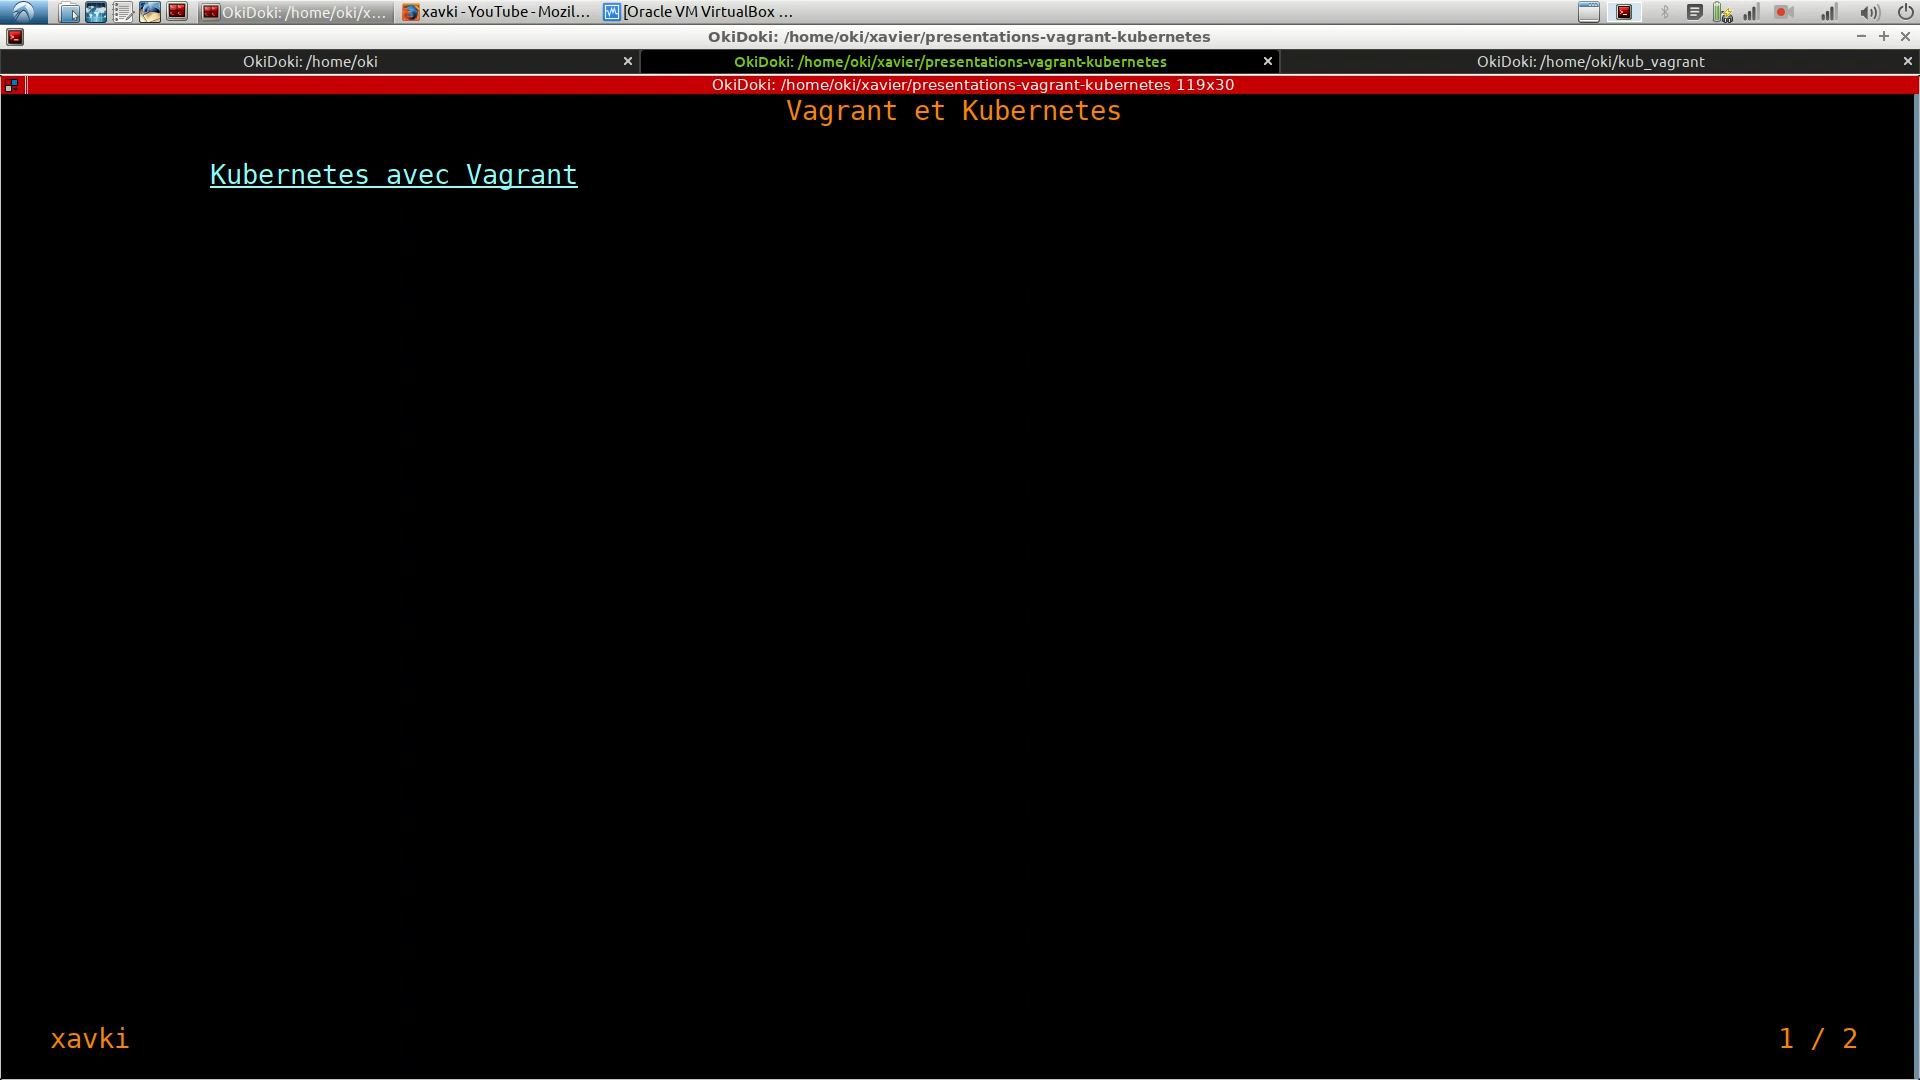 OkiDoki: /home/oki/x... xavki - YouTube - Mozil... [Oracle VM VirtualBox ...
OkiDoki: /home/oki/xavier/presentations-vagrant-kubernetes
OkiDoki: /home/oki OkiDoki: /home/oki/xavier/presentations-vagrant-kubernetes OkiDoki: /home/oki/kub_vagrant
OkiDoki: /home/oki/xavier/presentations-vagrant-kubernetes 119x30
Vagrant et Kubernetes
Kubernetes avec Vagrant
xavki 1 / 2